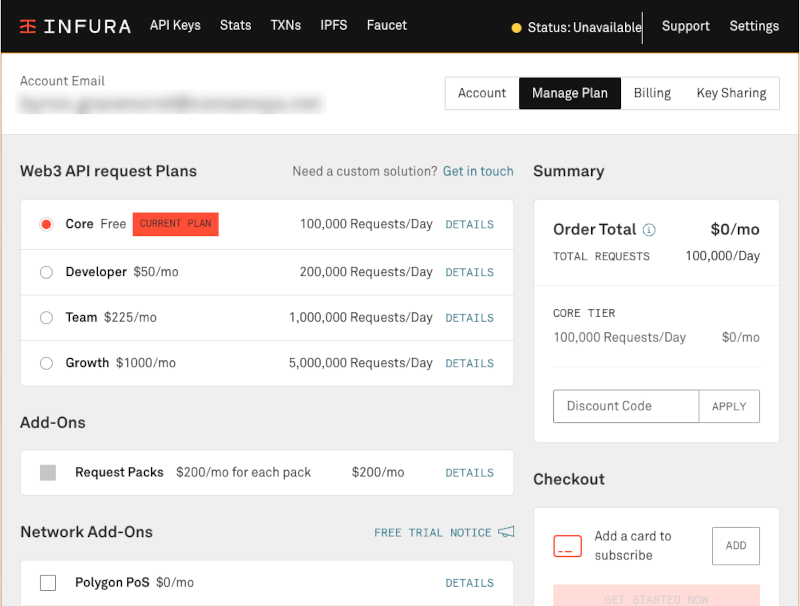 INFURA API Keys Stats TXNs IPFS Faucet Status: Unavailable Support Settings
Account Email
Account Manage Plan Billing Key Sharing
Web3 API request Plans Need a custom solution? Get in touch
Core Free CURRENT PLAN 100,000 Requests/Day DETAILS
Developer $50/mo 200,000 Requests/Day DETAILS
Team $225/mo 1,000,000 Requests/Day DETAILS
Growth $1000/mo 5,000,000 Requests/Day DETAILS
Add-Ons
Request Packs $200/mo for each pack $200/mo DETAILS
Network Add-Ons FREE TRIAL NOTICE
Polygon PoS $0/mo DETAILS
Summary
Order Total $0/mo
TOTAL REQUESTS 100,000/Day
CORE TIER
100,000 Requests/Day $0/mo
Discount Code APPLY
Checkout
Add a card to
subscribe
ADD
GET STARTED NOW